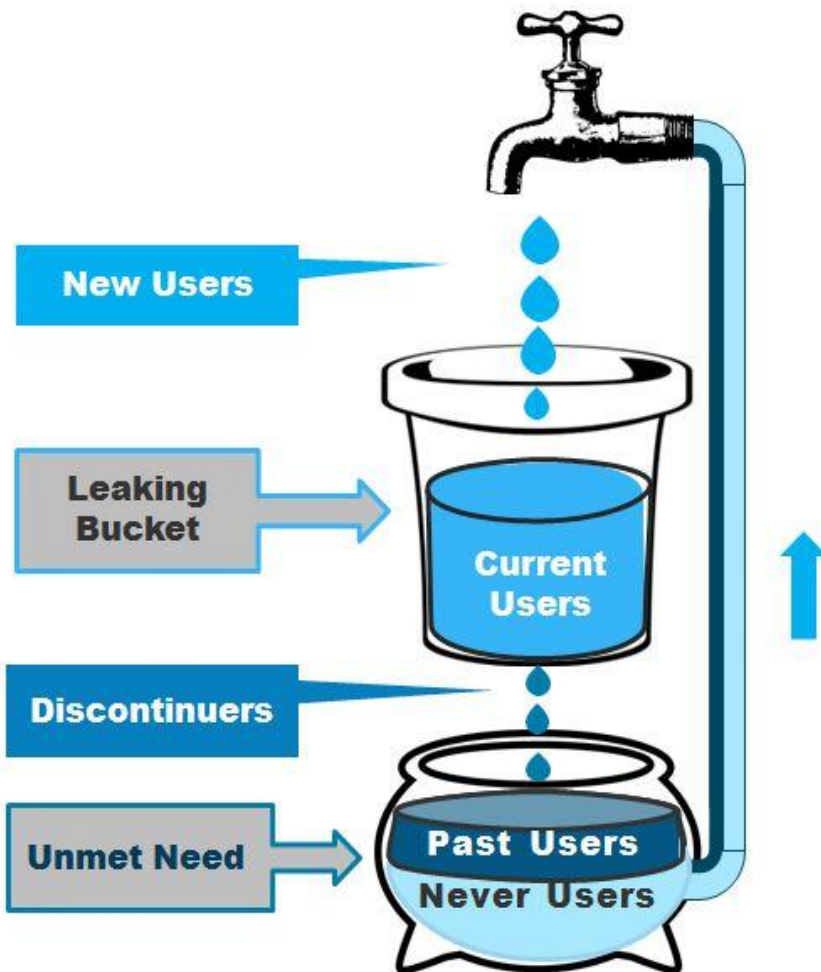 New Users
Leaking
Bucket
Current
Users
Discontinuers
Past Users
Unmet Need
Never Users